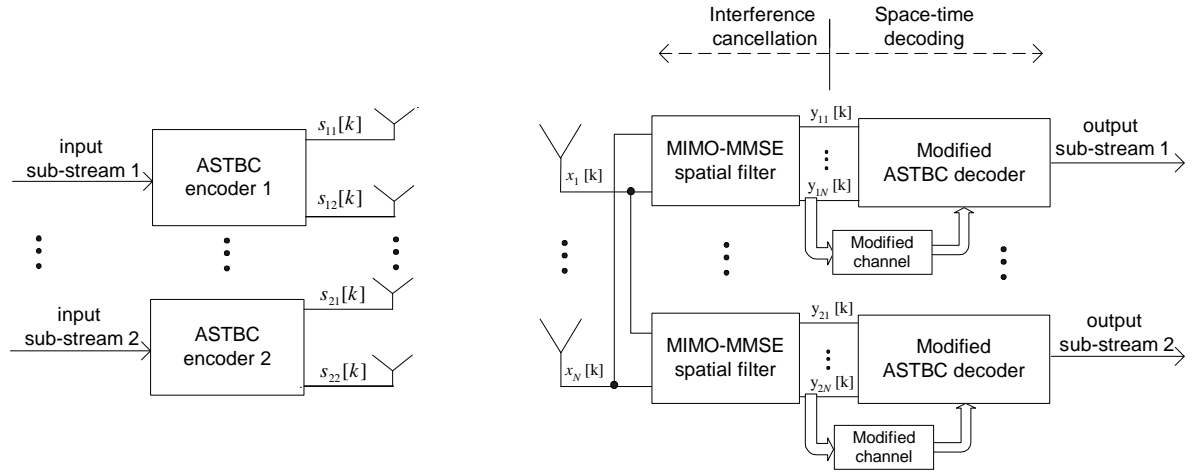 Interference
cancellation
Space-time
decoding
input
sub-stream 1
ASTBC
encoder 1
s11[k]
s12[k]
input
sub-stream 2
ASTBC
encoder 2
s21[k]
s22[k]
x1 [k]
xN [k]
MIMO-MMSE
spatial filter
y11 [k]
y1N [k]
Modified
ASTBC decoder
Modified
channel
output
sub-stream 1
MIMO-MMSE
spatial filter
y21 [k]
y2N [k]
Modified
ASTBC decoder
Modified
channel
output
sub-stream 2